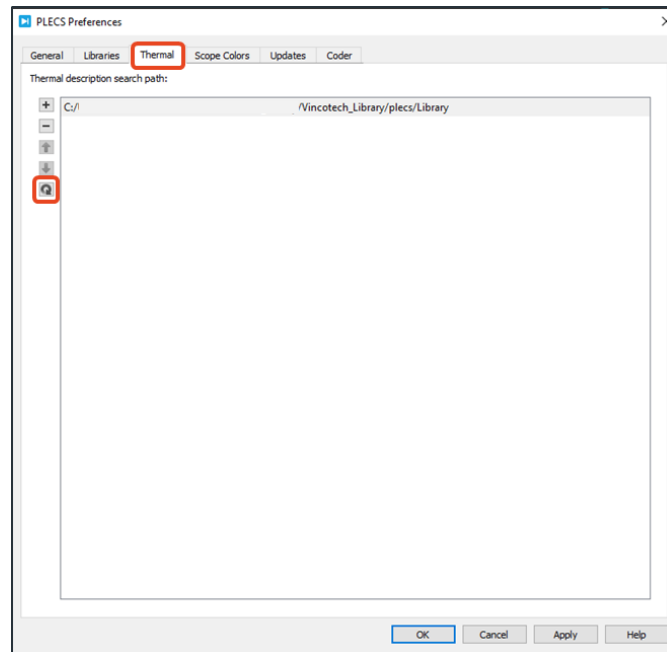 PLECS Preferences
General Libraries Thermal Scope Colors Updates Coder
Thermal description search path:
C:/ /Vincotech_Library/plecs/Library
OK Cancel Apply Help